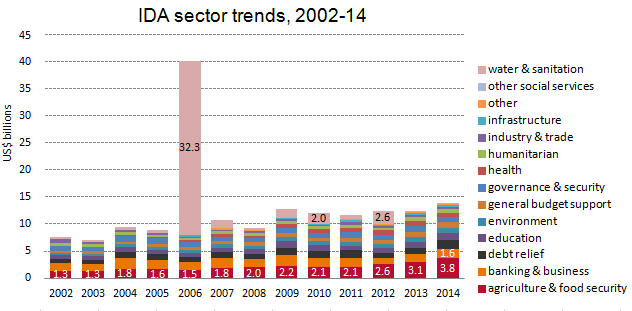 IDA sector trends, 2002-14
US$ billions
45
40
35
30
25
20
15
10
5
0
32.3
2.0
2.6
1.6
1.3 1.3 1.8 1.6 1.5 1.8 2.0 2.2 2.1 2.1 2.6 3.1 3.8
2002 2003 2004 2005 2006 2007 2008 2009 2010 2011 2012 2013 2014
water & sanitation
other social services
other
infrastructure
industry & trade
humanitarian
health
governance & security
general budget support
environment
education
debt relief
banking & business
agriculture & food security